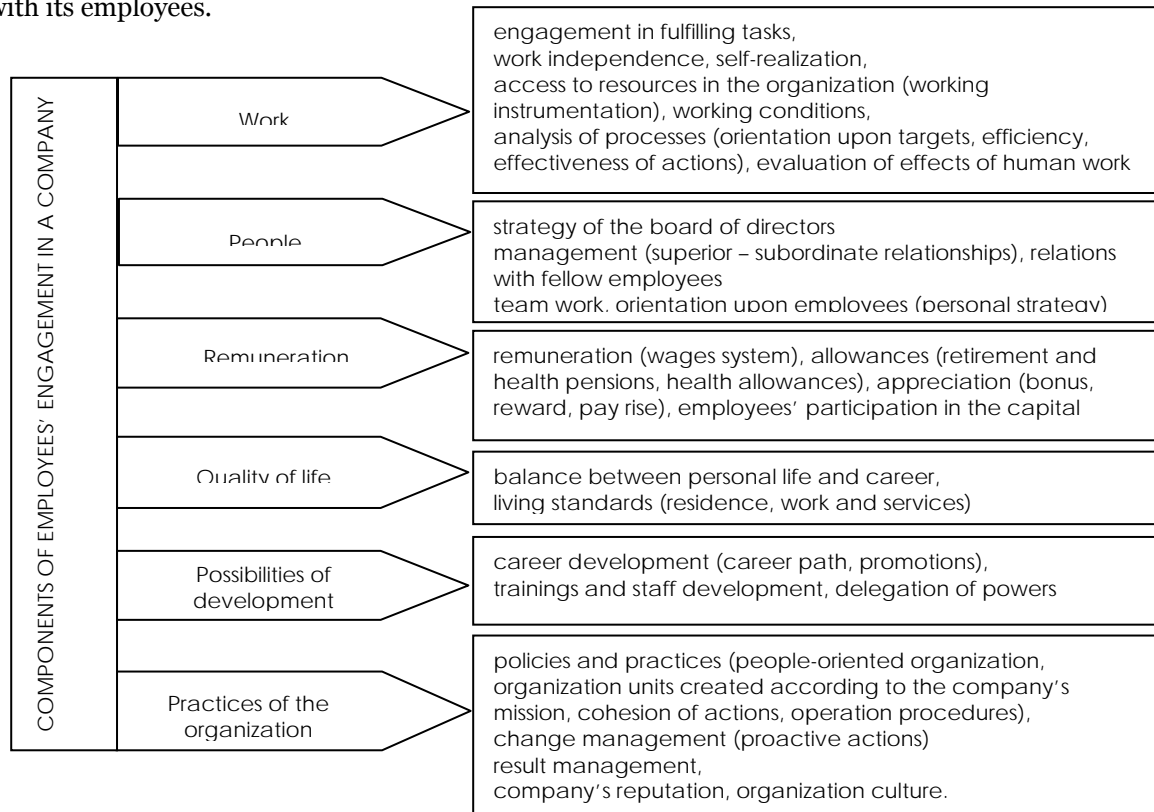 with its employees.
COMPONENTS OF EMPLOYEES' ENGAGEMENT IN A COMPANY
Work
engagement in fulfilling tasks,
work independence, self-realization,
access to resources in the organization (working
instrumentation), working conditions,
analysis of processes (orientation upon targets, efficiency,
effectiveness of actions), evaluation of effects of human work
People
strategy of the board of directors
management (superior – subordinate relationships), relations
with fellow employees
team work, orientation upon employees (personal strategy)
Remuneration
remuneration (wages system), allowances (retirement and
health pensions, health allowances), appreciation (bonus,
reward, pay rise), employees' participation in the capital
Quality of life
balance between personal life and career,
living standards (residence, work and services)
Possibilities of
development
career development (career path, promotions),
trainings and staff development, delegation of powers
Practices of the
organization
policies and practices (people-oriented organization,
organization units created according to the company's
mission, cohesion of actions, operation procedures),
change management (proactive actions)
result management,
company's reputation, organization culture.